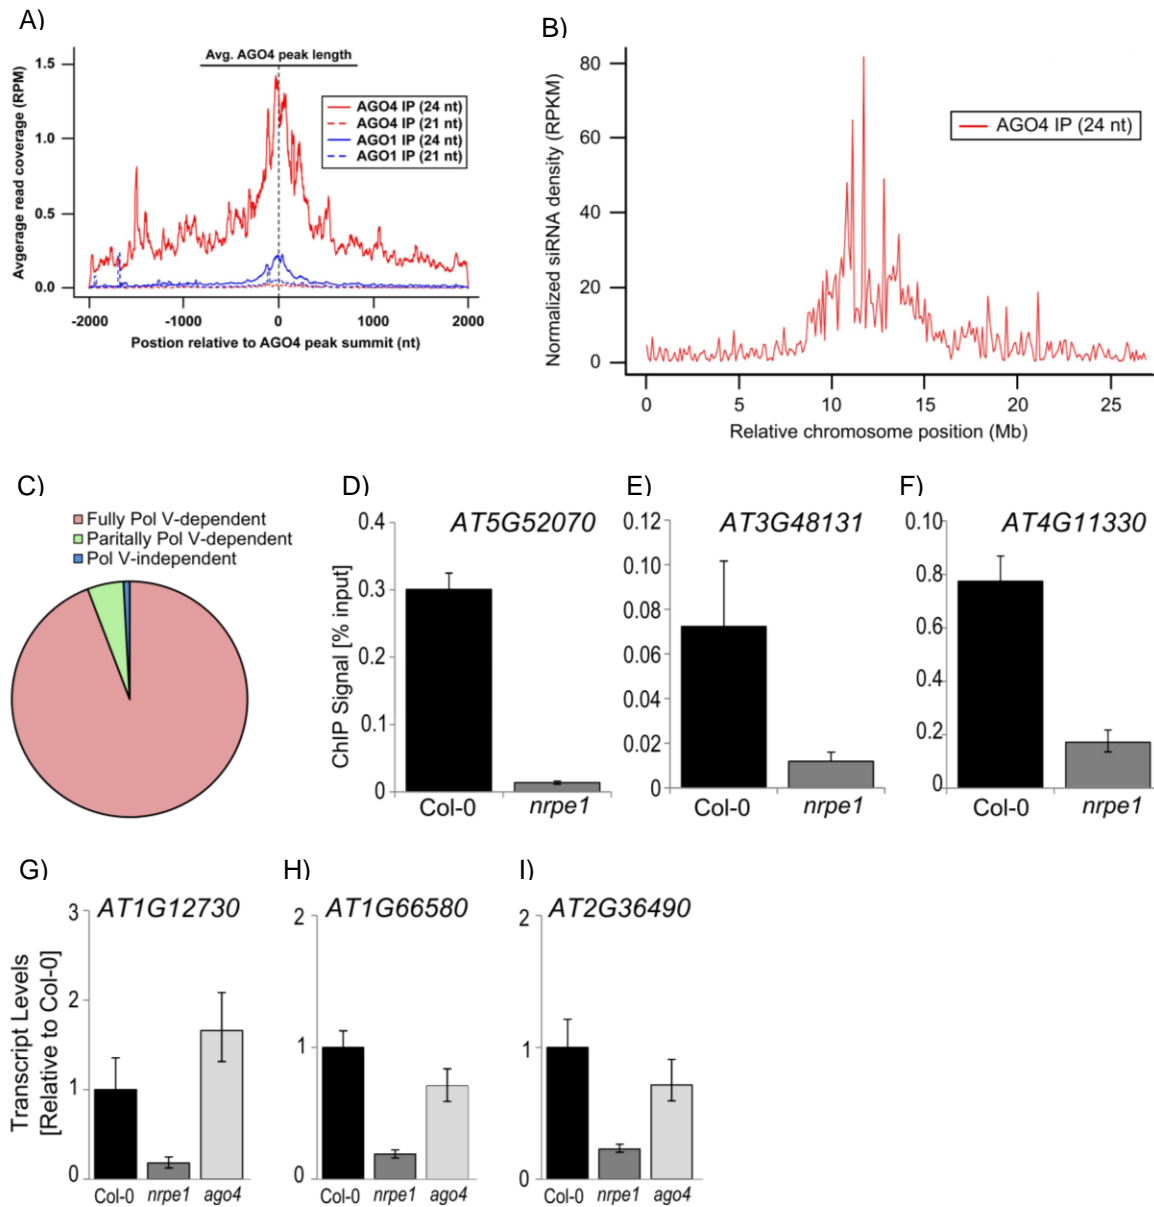 A)
Avg. AGO4 peak length
Avgerage read coverage (RPM)
1.5
1.0
0.5
0.0
AGO4 IP (24 nt)
AGO4 IP (21 nt)
AGO1 IP (24 nt)
AGO1 IP (21 nt)
-2000 -1000 0 1000 2000
Postion relative to AGO4 peak summit (nt)
B)
Normalized siRNA density (RPKM)
80
60
40
20
0
AGO4 IP (24 nt)
0 5 10 15 20 25
Relative chromosome position (Mb)
C)
Fully Pol V-dependent
Paritally Pol V-dependent
Pol V-independent
D)
AT5G52070
ChIP Signal [% input]
0.4
0.3
0.2
0.1
0
Col-0 nrpe1
E)
AT3G48131
0.12
0.10
0.08
0.06
0.04
0.02
0
Col-0 nrpe1
F)
AT4G11330
0.10
0.8
0.6
0.4
0.2
0
Col-0 nrpe1
G)
AT1G12730
Transcript Levels
[Relative to Col-0]
3
2
1
0
Col-0 nrpe1 ago4
H)
AT1G66580
2
1
0
Col-0 nrpe1 ago4
I)
AT2G36490
2
1
0
Col-0 nrpe1 ago4